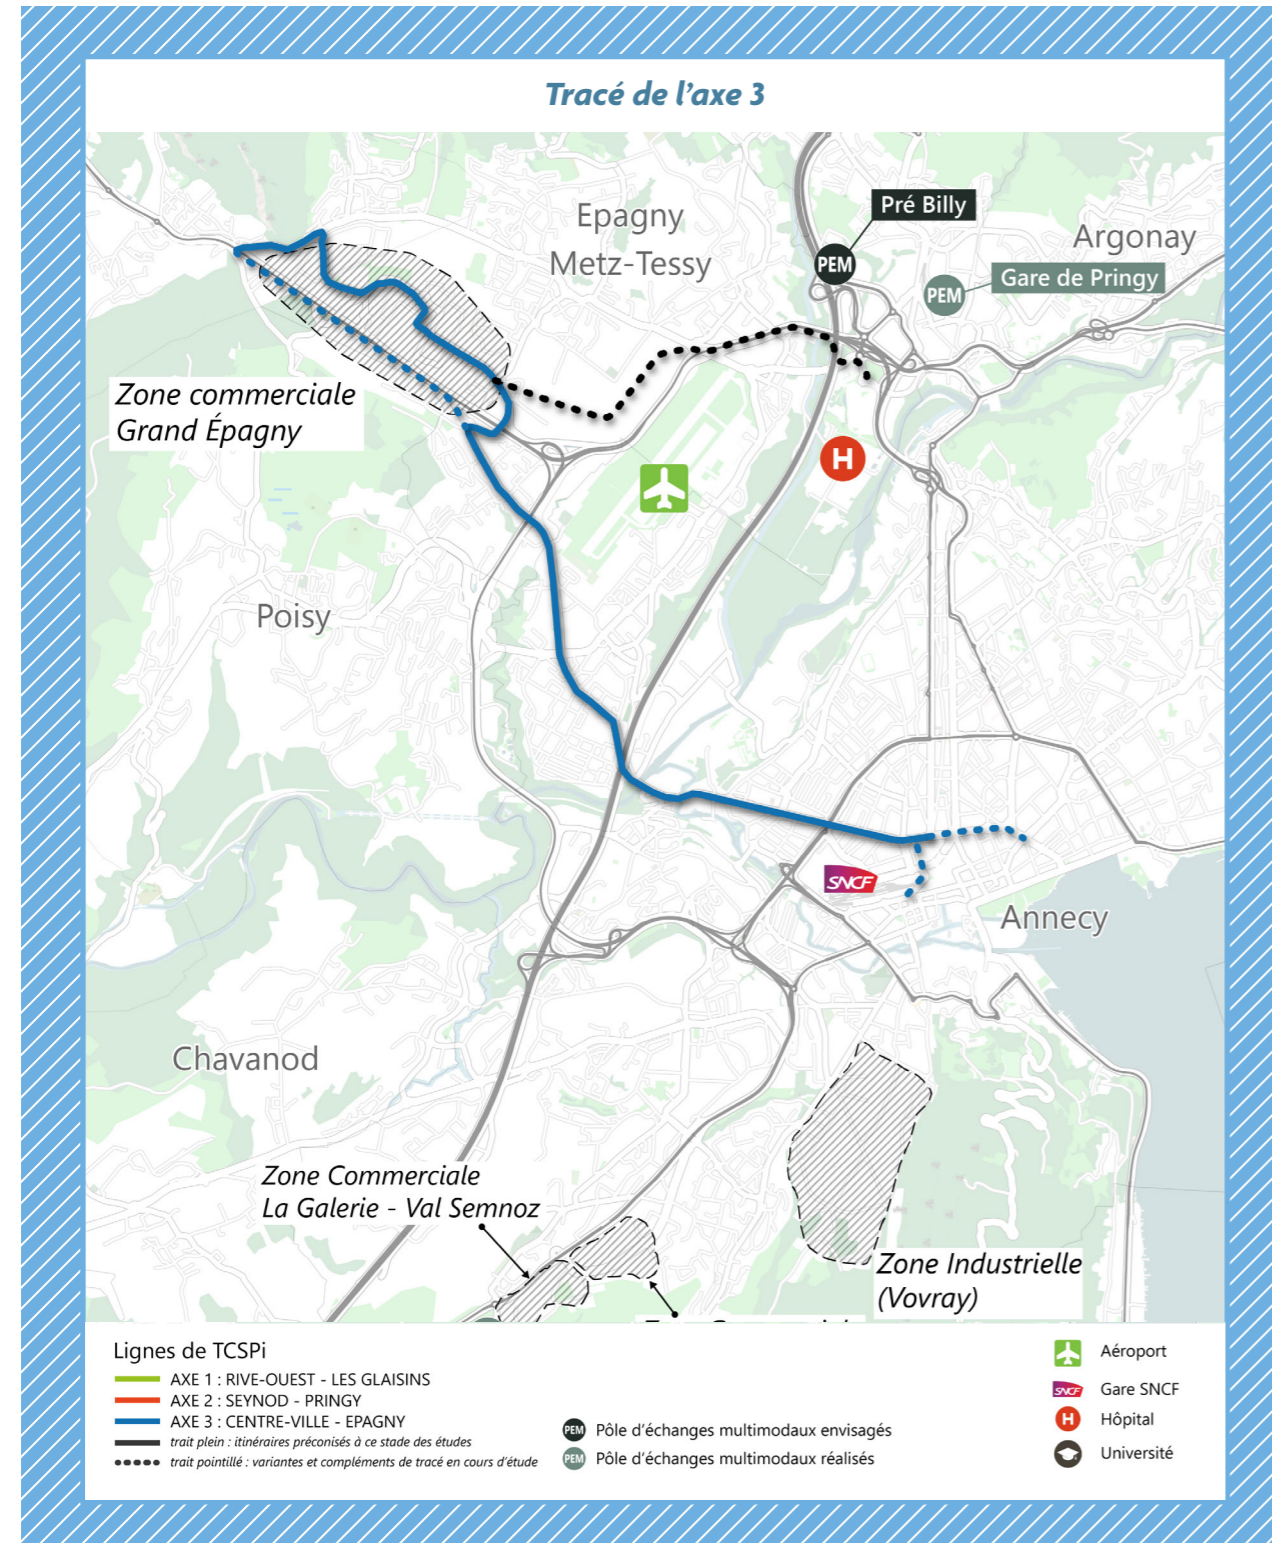 Tracé de l'axe 3
Pré Billy
PEM
Epagny
Metz-Tessy
Argonay
Gare de Pringy
PEM
Zone commerciale
Grand Épagny
H
Poisy
SNCF
Annecy
Chavanod
Zone Commerciale
La Galerie - Val Semnoz
Zone Industrielle
(Vovray)
Lignes de TCSPi
AXE 1 : RIVE-OUEST - LES GLAISINS
AXE 2 : SEYNOD - PRINGY
AXE 3 : CENTRE-VILLE - EPAGNY
trait plein : itinéraires préconisés à ce stade des études
trait pointillé : variantes et compléments de tracé en cours d'étude
PEM Pôle d'échanges multimodaux envisagés
PEM Pôle d'échanges multimodaux réalisés
Aéroport
SNCF Gare SNCF
H Hôpital
Université